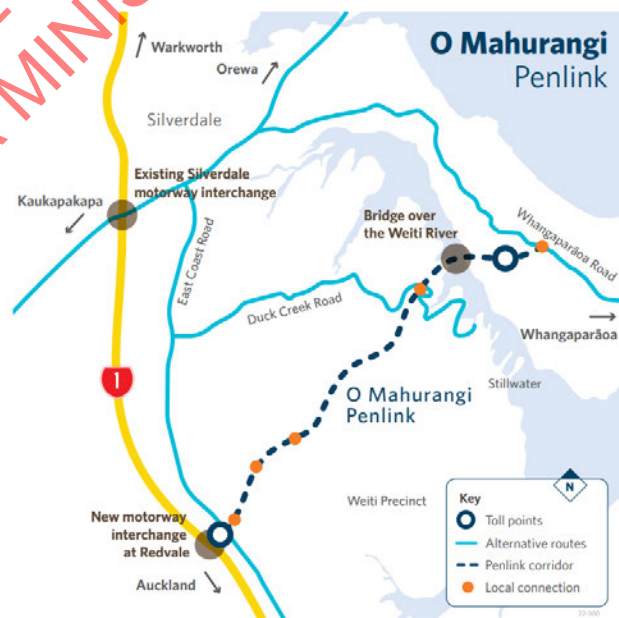 O Mahurangi
Penlink
Warkworth
Orewa
Silverdale
Existing Silverdale
motorway interchange
Kaukapakapa
Bridge over
the Weiti River
Whangaparāoa Road
East Coast Road
Duck Creek Road
Whangaparāoa
1
Stillwater
O Mahurangi
Penlink
Weiti Precinct
New motorway
interchange
at Redvale
Auckland
N
Key
Toll points
Alternative routes
Penlink corridor
Local connection